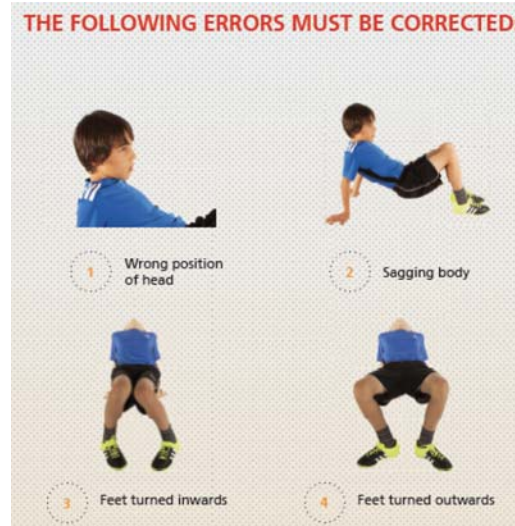 THE FOLLOWING ERRORS MUST BE CORRECTED
1
Wrong position
of head
2
Sagging body
3
Feet turned inwards
4
Feet turned outwards